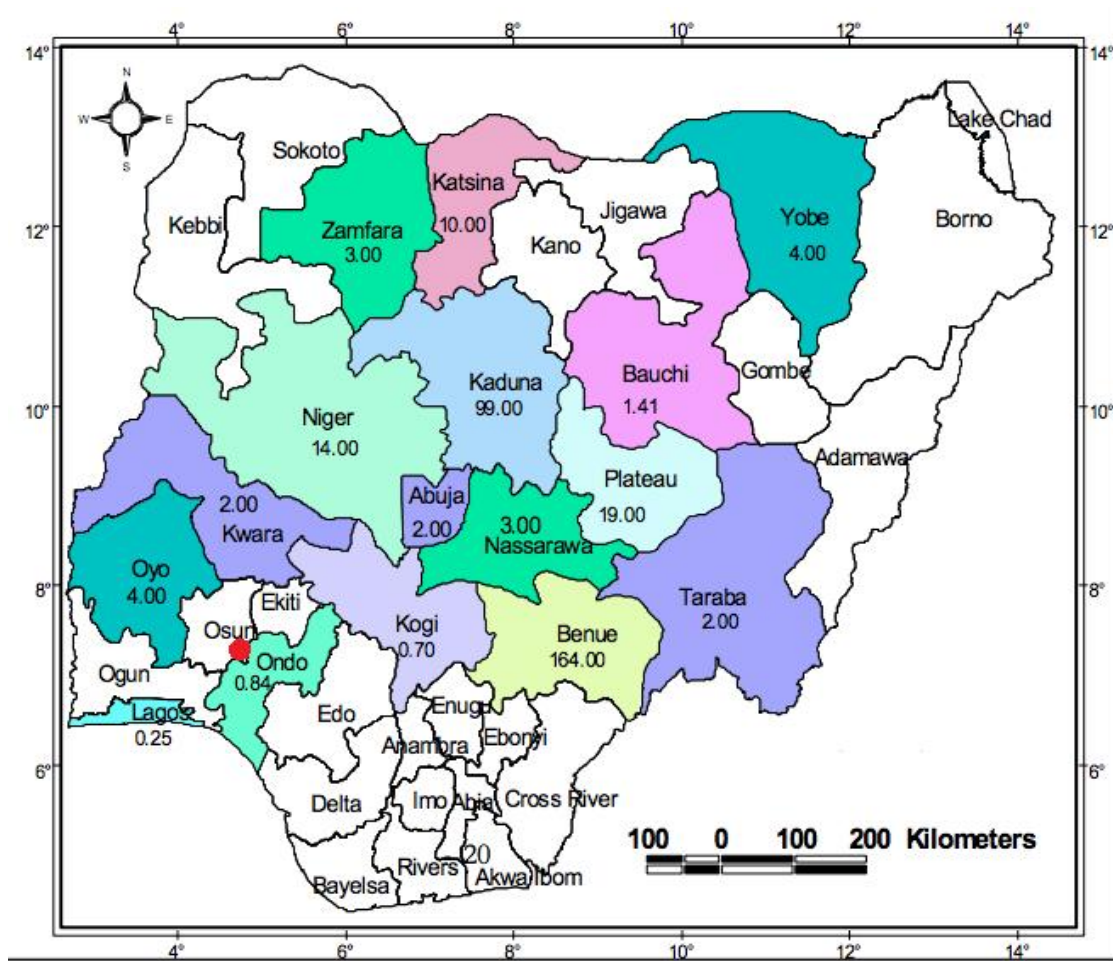 4° 6° 8° 10° 12° 14°
14° 14°
N
W E
S
Lake Chad
Sokoto
Katsina
10.00
Jigawa
Yobe
4.00
Borno
Kebbi
Zamfara
3.00
Kano
12° 12°
Kaduna
99.00
Bauchi
1.41
Gombe
10° 10°
Niger
14.00
Adamawa
Plateau
19.00
Abuja
2.00
2.00
Kwara
3.00
Nassarawa
Oyo
4.00
8° 8°
Ekiti
Taraba
2.00
Osun
Kogi
0.70
Benue
164.00
Ogun
Ondo
0.84
Lagos
0.25
Edo
Enugu
Anambra
Ebonyi
6° 6°
Delta
Imo
Abia
Cross River
100 0 100 200 Kilometers
Rivers
20
Bayelsa
Akwa Ibom
4° 6° 8° 10° 12° 14°